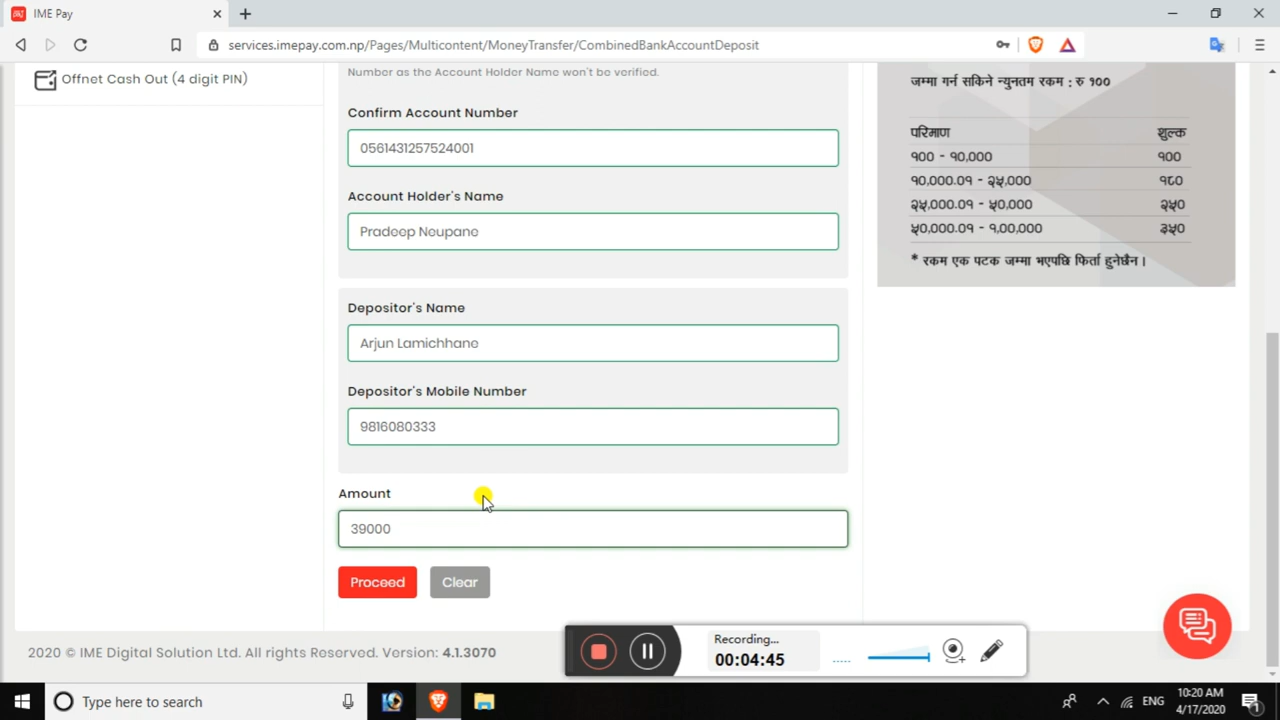 IME Pay
services.imepay.com.np/Pages/Multicontent/MoneyTransfer/CombinedBankAccountDeposit
Offnet Cash Out (4 digit PIN)
Number as the Account Holder Name won't be verified.
Confirm Account Number
0561431257524001
Account Holder's Name
Pradeep Neupane
Depositor's Name
Arjun Lamichhane
Depositor's Mobile Number
9816080333
Amount
39000
Proceed Clear
जम्मा गर्न सकिने न्युनतम रकम : रु १००
परिमाण शुल्क
१०० - १०,००० १००
१०,०००.०१ - २५,००० १८०
२५,०००.०१ - ५०,००० २५०
५०,०००.०१ - १,००,००० ३५०
* रकम एक पटक जम्मा भएपछि फिर्ता हुनेछैन ।
2020 © IME Digital Solution Ltd. All rights Reserved. Version: 4.1.3070
Recording...
00:04:45
Type here to search
ENG
10:20 AM
4/17/2020
1